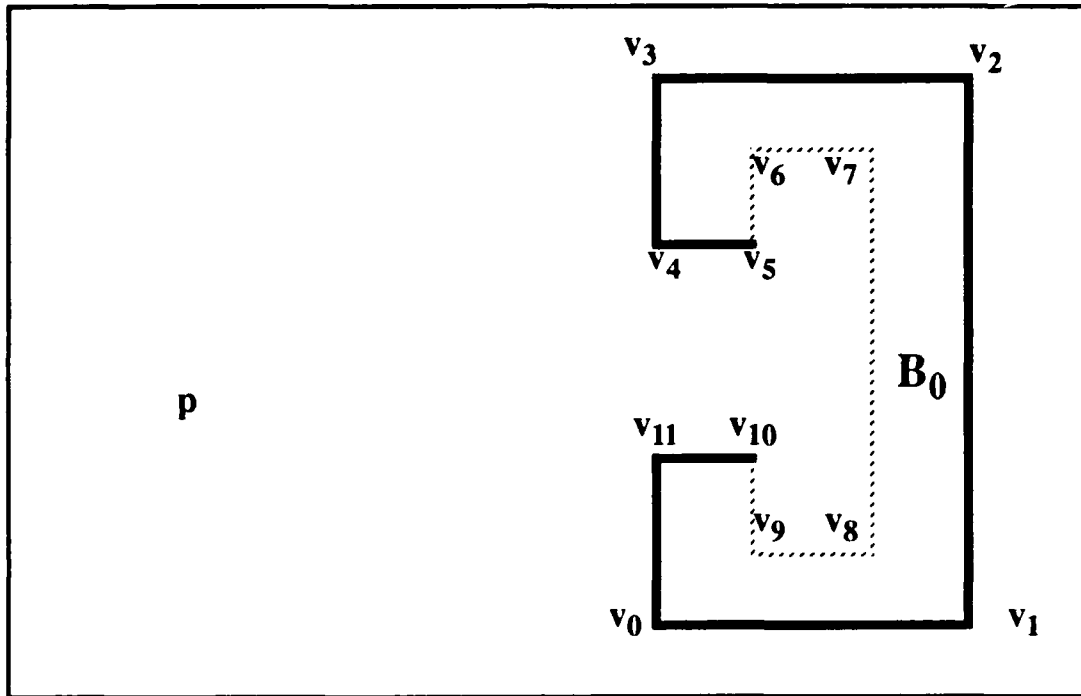 v₃ v₂
v₆ v₇
v₄ v₅
B₀
p
v₁₁ v₁₀
v₉ v₈
v₀ v₁